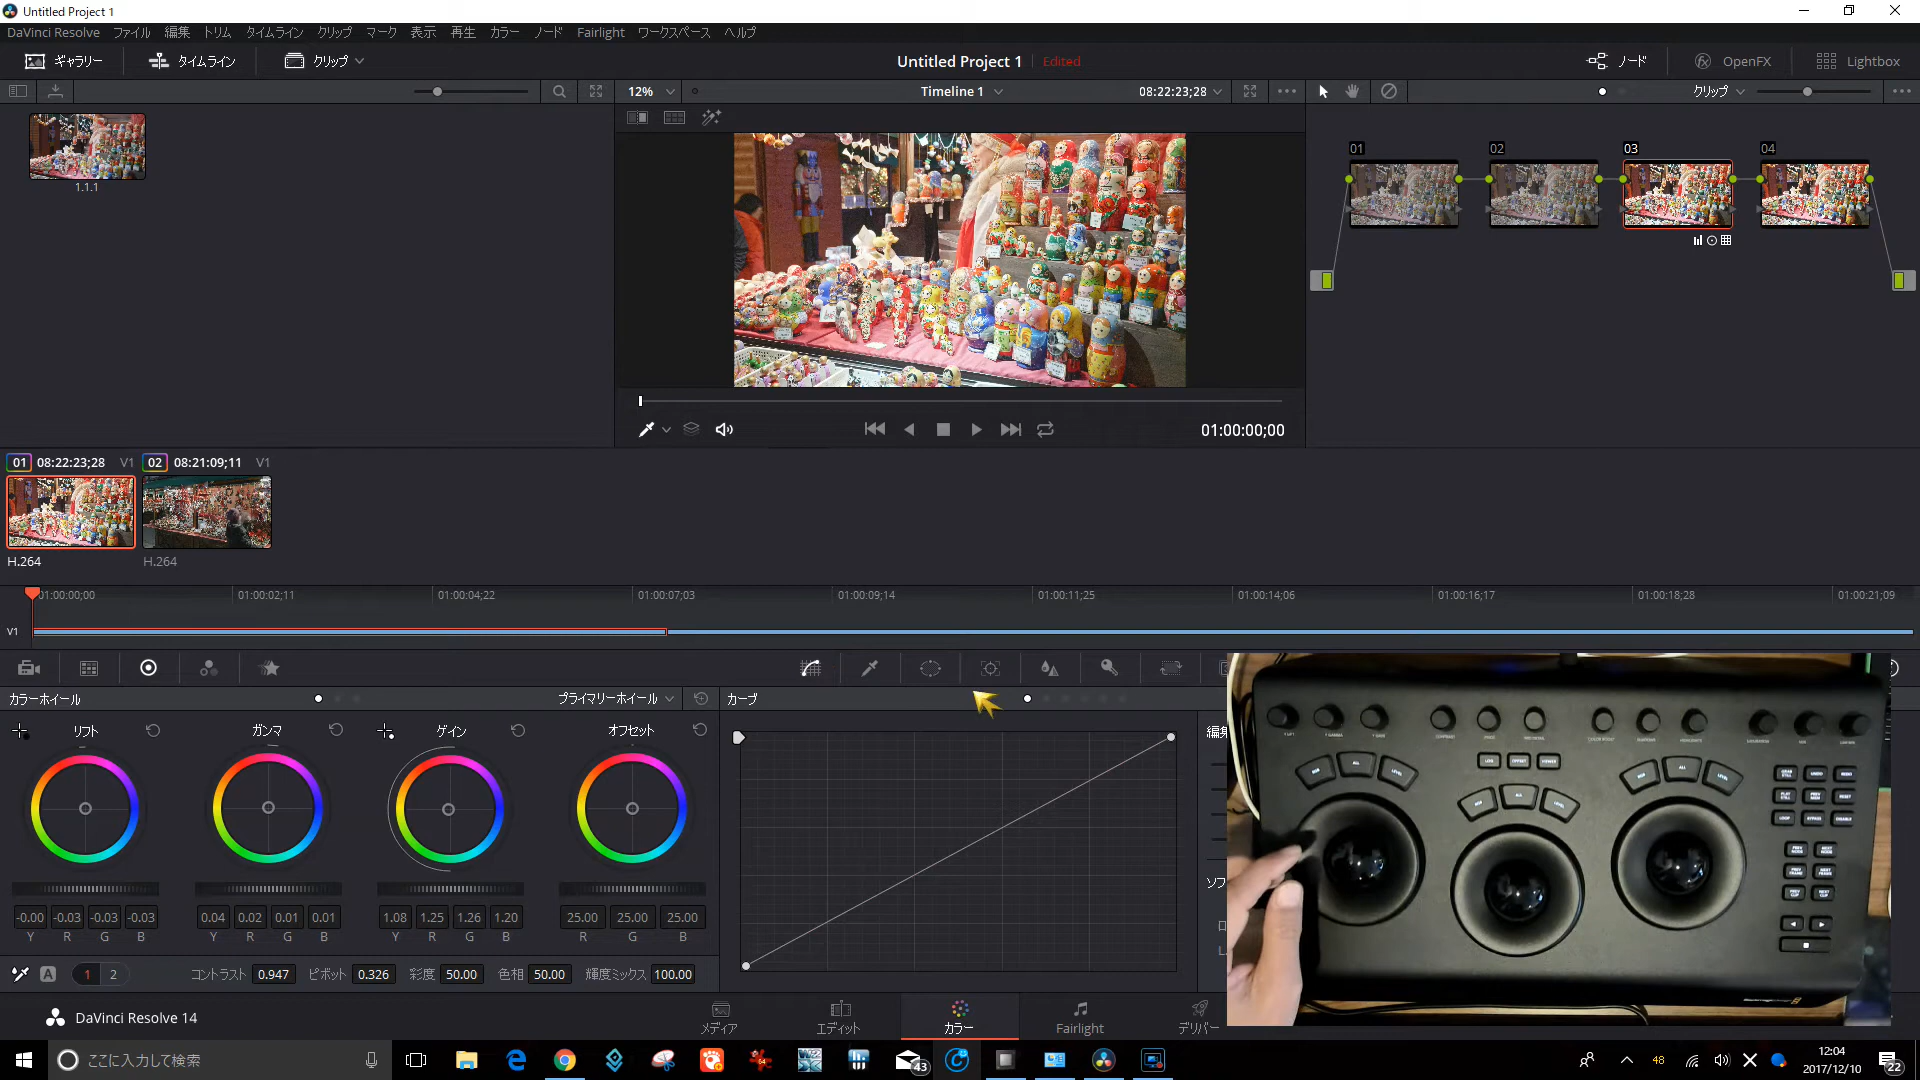 Untitled Project 1
DaVinci Resolve ファイル 編集 トリム タイムライン クリップ マーク 表示 再生 カラー ノード Fairlight ワークスペース ヘルプ
ギャラリー タイムライン クリップ Untitled Project 1 Edited ノード OpenFX Lightbox
12% Timeline 1 08:22:23;28 クリップ
1.1.1
01 02 03 04
01:00:00;00
01 08:22:23;28 V1 02 08:21:09;11 V1
H.264 H.264
01:00:00;00 01:00:02;11 01:00:04;22 01:00:07;03 01:00:09;14 01:00:11;25 01:00:14;06 01:00:16;17 01:00:18;28 01:00:21;09
V1
カラーホイール プライマリーホイール カーブ
リフト ガンマ ゲイン オフセット
編集
ソフ
-0.00 -0.03 -0.03 -0.03 0.04 0.02 0.01 0.01 1.08 1.25 1.26 1.20 25.00 25.00 25.00
Y R G B Y R G B Y R G B R G B
A 1 2 コントラスト 0.947 ピボット 0.326 彩度 50.00 色相 50.00 輝度ミックス 100.00
DaVinci Resolve 14 メディア エディット カラー Fairlight デリバー
ここに入力して検索 43 48 12:04
2017/12/10 22